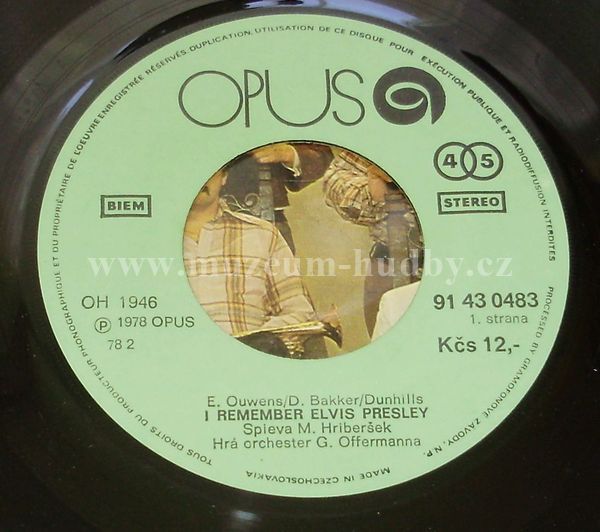 TOUS DROITS DU PRODUCTEUR PHONOGRAPHIQUE ET DU PROPRIÉTAIRE DE L'OEUVRE ENREGISTRÉE RÉSERVÉS. DUPLICATION, UTILISATION DE CE DISQUE POUR EXÉCUTION PUBLIQUE ET RADIODIFFUSION INTERDITES
OPUS
45
BIEM
STEREO
www.muzeum-hudby.cz
OH 1946
91 43 0483
℗ 1978 OPUS
1. strana
78 2
Kčs 12,-
E. Ouwens/D. Bakker/Dunhills
I REMEMBER ELVIS PRESLEY
Spieva M. Hriberšek
Hrá orchester G. Offermanna
PROCESSED BY GRAMOFONOVÉ ZÁVODY, N.P.
MADE IN CZECHOSLOVAKIA